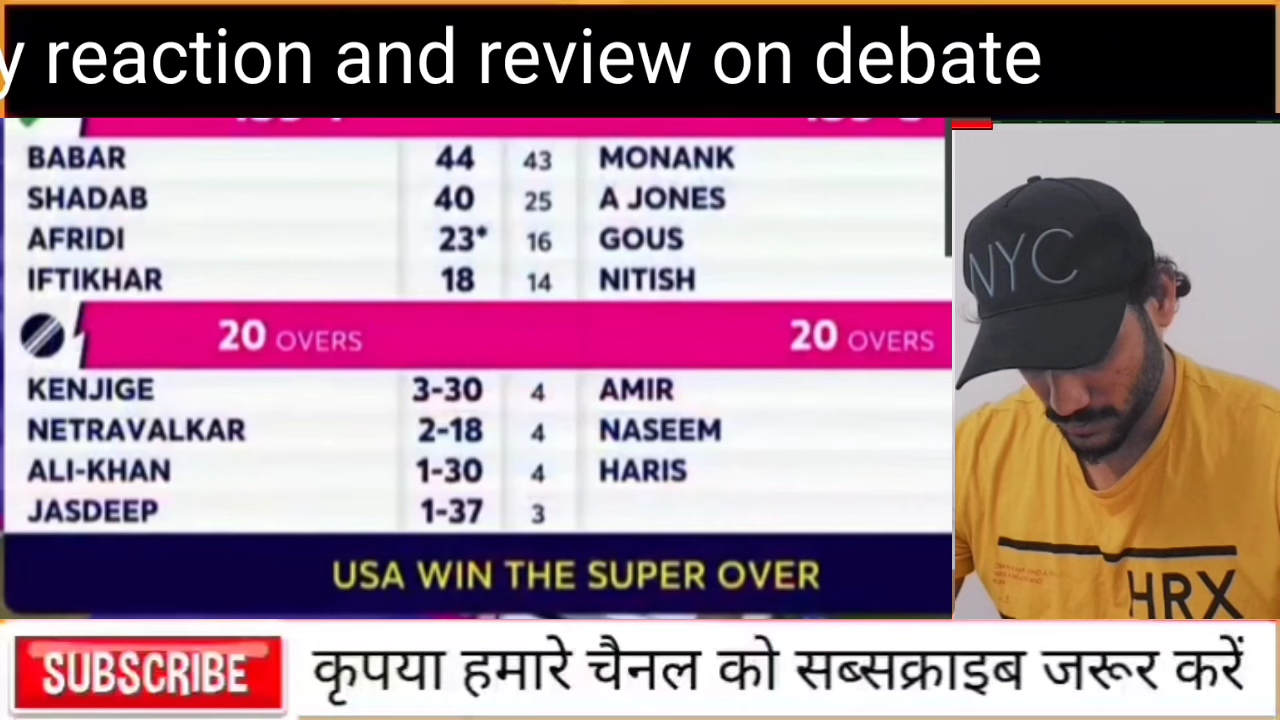 y reaction and review on debate
BABAR 44 43 MONANK
SHADAB 40 25 A JONES
AFRIDI 23* 16 GOUS
IFTIKHAR 18 14 NITISH
20 OVERS 20 OVERS
KENJIGE 3-30 4 AMIR
NETRAVALKAR 2-18 4 NASEEM
ALI-KHAN 1-30 4 HARIS
JASDEEP 1-37 3
USA WIN THE SUPER OVER
NYC
HRX
SUBSCRIBE कृपया हमारे चैनल को सब्सक्राइब जरूर करें